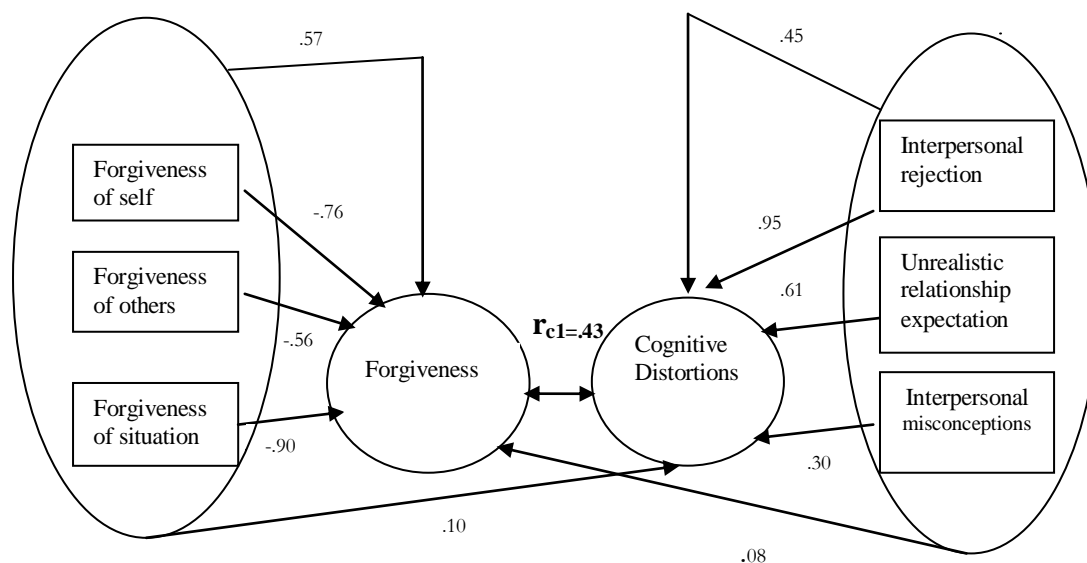 .57
.45
.
Forgiveness
of self
-.76
Forgiveness
of others
-.56
Forgiveness
of situation
-.90
Forgiveness
rc1=.43
Cognitive
Distortions
Interpersonal
rejection
.95
Unrealistic
relationship
expectation
.61
Interpersonal
misconceptions
.30
.10
.08